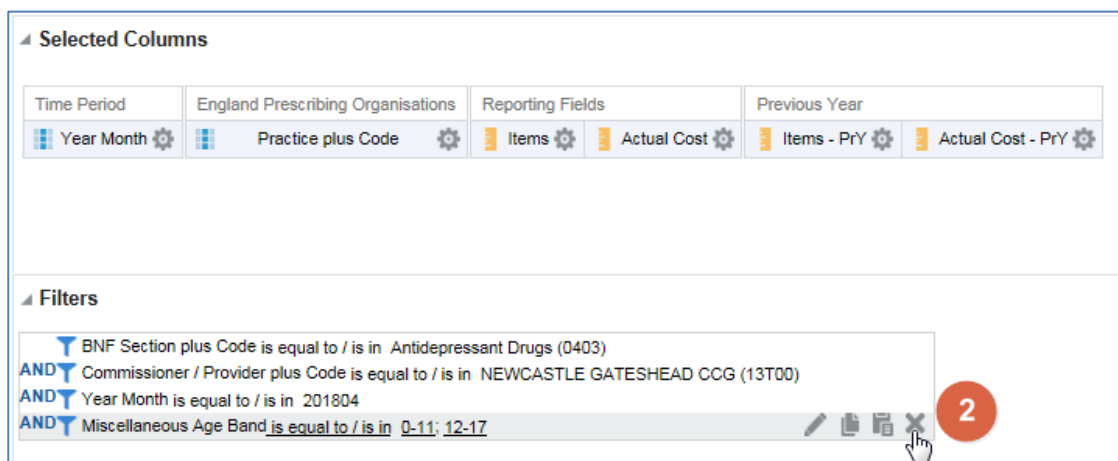 Selected Columns
Time Period England Prescribing Organisations Reporting Fields Previous Year
Year Month Practice plus Code Items Actual Cost Items - PrY Actual Cost - PrY
Filters
BNF Section plus Code is equal to / is in Antidepressant Drugs (0403)
AND Commissioner / Provider plus Code is equal to / is in NEWCASTLE GATESHEAD CCG (13T00)
AND Year Month is equal to / is in 201804
AND Miscellaneous Age Band is equal to / is in 0-11; 12-17
2